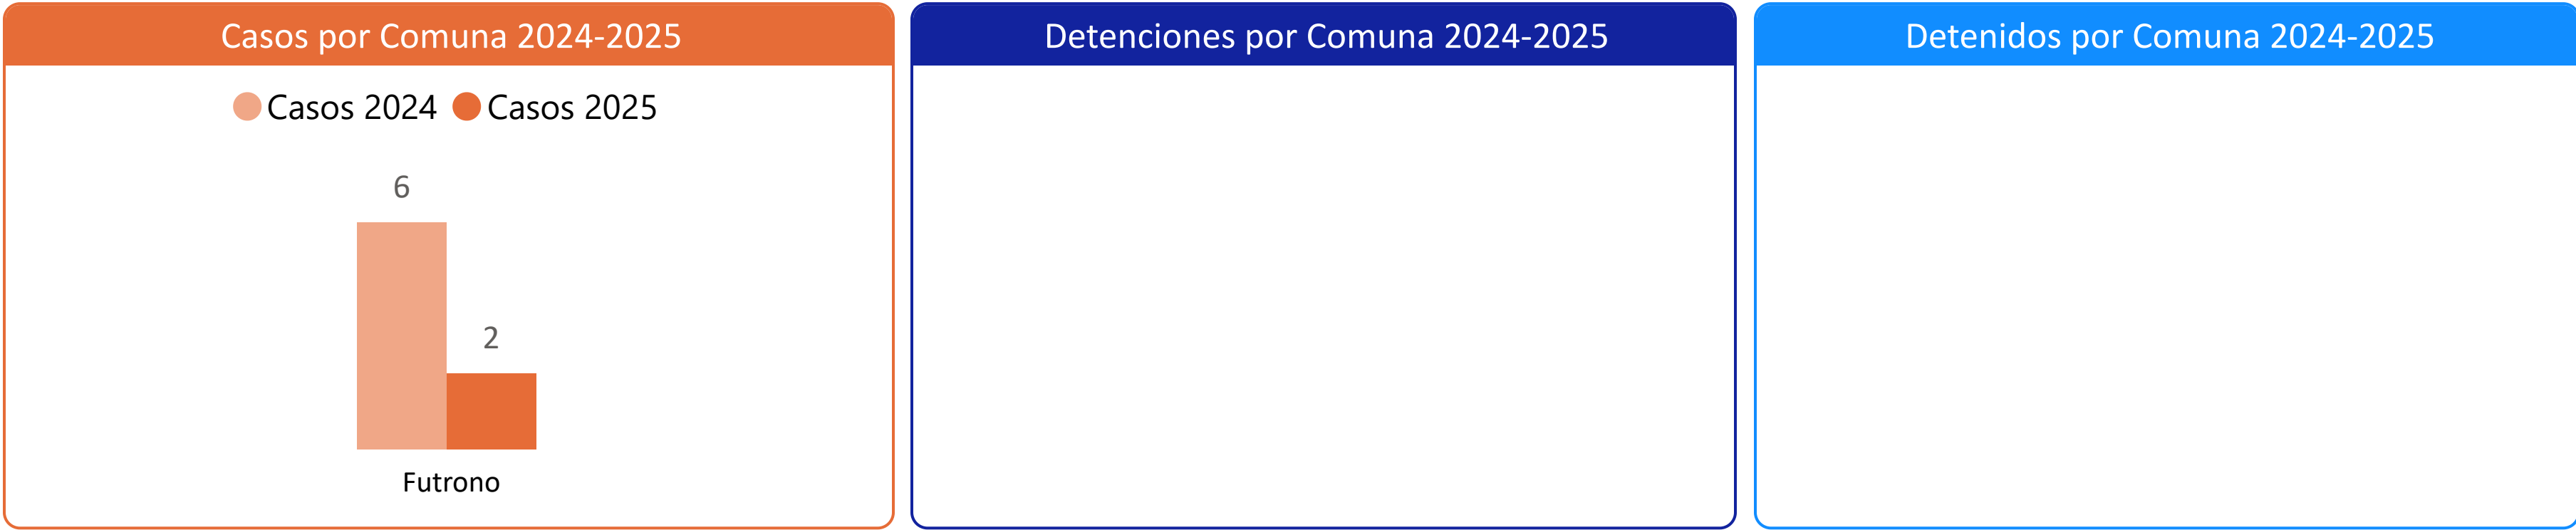 Casos por Comuna 2024-2025
Casos 2024 Casos 2025
6
2
Futrono
Detenciones por Comuna 2024-2025
Detenidos por Comuna 2024-2025